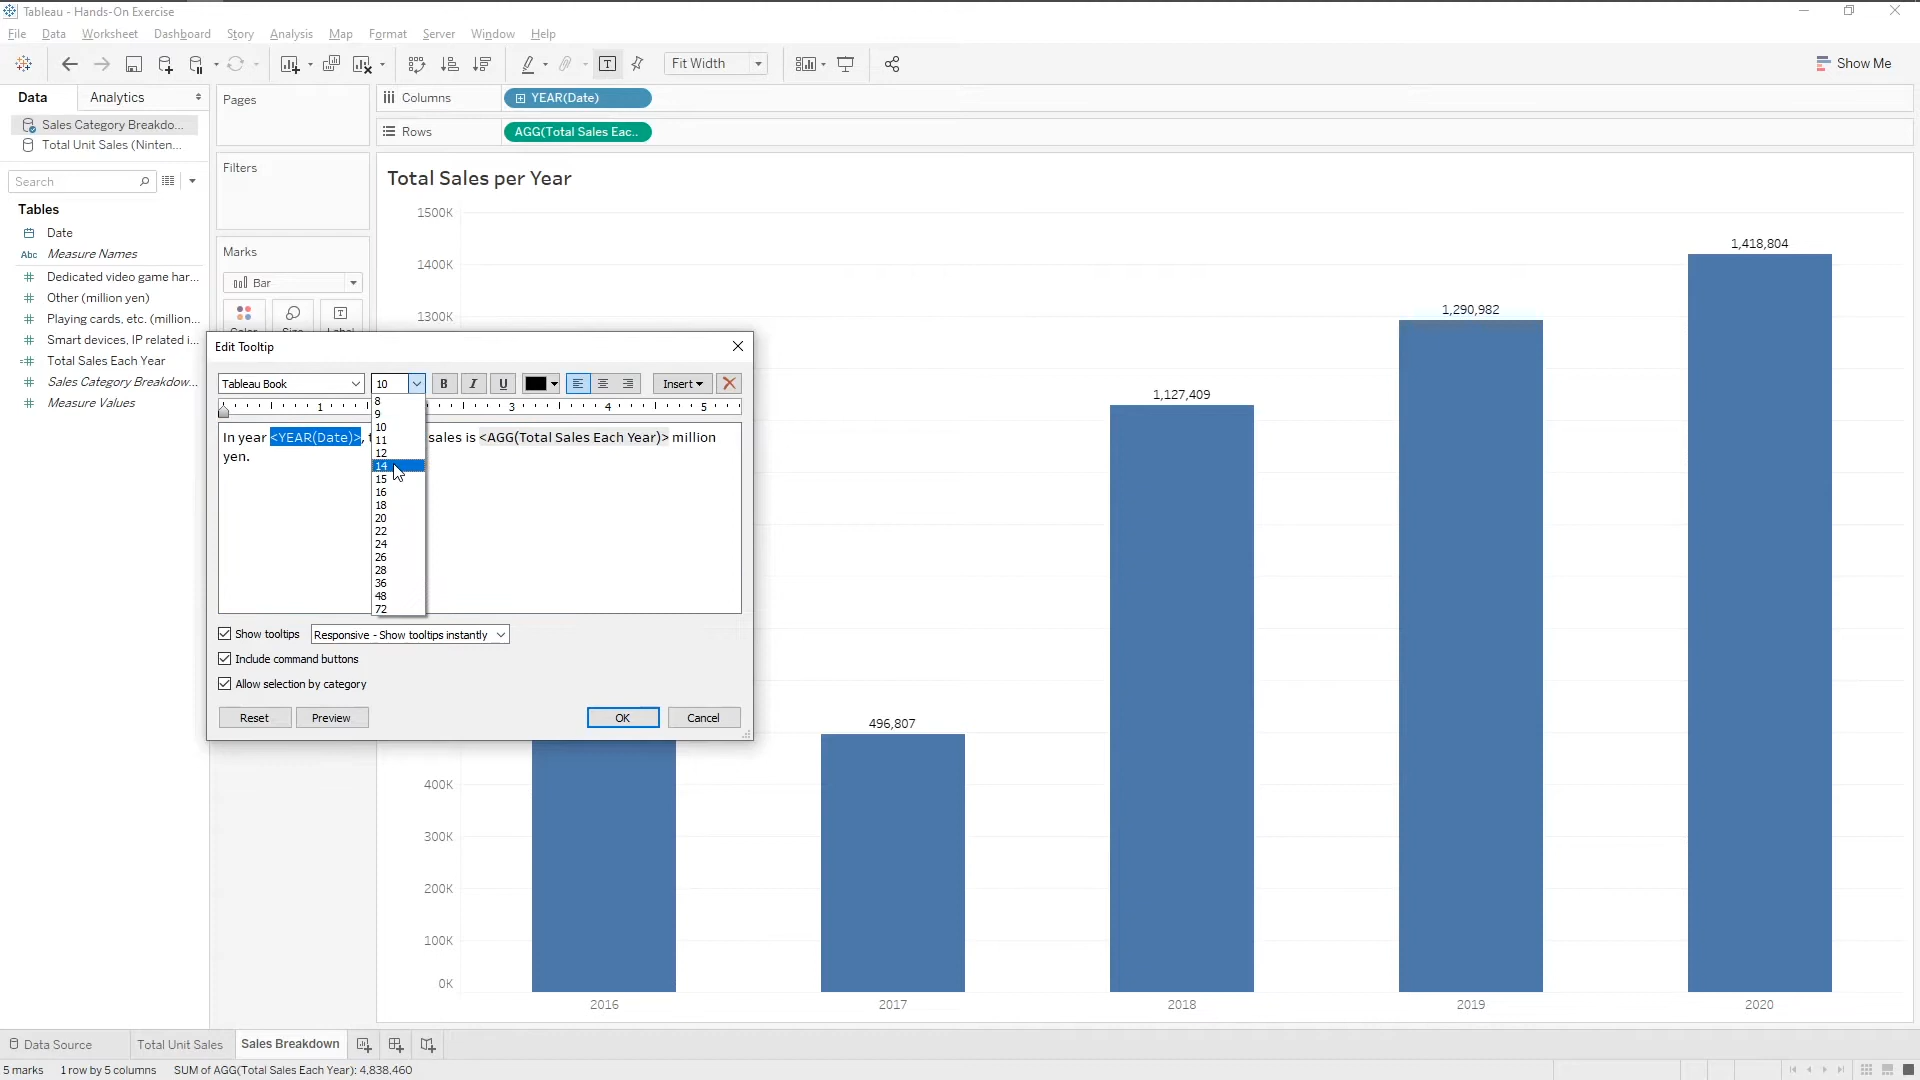 Tableau - Hands-On Exercise
File Data Worksheet Dashboard Story Analysis Map Format Server Window Help
Fit Width
Show Me
Data Analytics
Sales Category Breakdo...
Total Unit Sales (Ninten...
Search
Tables
Date
Abc Measure Names
Dedicated video game har...
Other (million yen)
Playing cards, etc. (million...
Smart devices, IP related i...
Total Sales Each Year
Sales Category Breakdow...
Measure Values
Pages
Filters
Marks
Bar
Columns YEAR(Date)
Rows AGG(Total Sales Eac..
Total Sales per Year
1500K
1400K
1300K
400K
300K
200K
100K
0K
496,807
1,127,409
1,290,982
1,418,804
2016 2017 2018 2019 2020
Edit Tooltip
Tableau Book 10 B I U Insert
1 3 4 5
In year <YEAR(Date)>, sales is <AGG(Total Sales Each Year)> million
yen.
8
9
10
11
12
14
15
16
18
20
22
24
26
28
36
48
72
Show tooltips Responsive - Show tooltips instantly
Include command buttons
Allow selection by category
Reset Preview OK Cancel
Data Source Total Unit Sales Sales Breakdown
5 marks 1 row by 5 columns SUM of AGG(Total Sales Each Year): 4,838,460